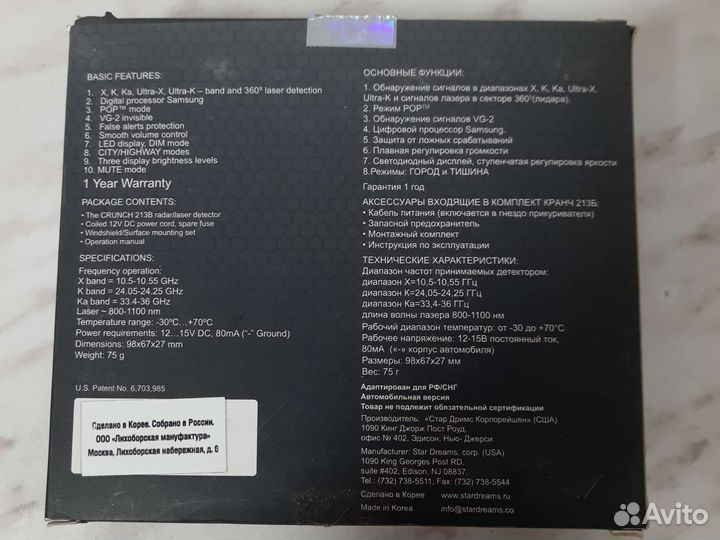 BASIC FEATURES:
1. X, K, Ka, Ultra-X, Ultra-K – band and 360º laser detection
2. Digital processor Samsung
3. POP™ mode
4. VG-2 invisible
5. False alerts protection
6. Smooth volume control
7. LED display, DIM mode
8. CITY/HIGHWAY modes
9. Three display brightness levels
10. MUTE mode
1 Year Warranty
PACKAGE CONTENTS:
• The CRUNCH 213B radar/laser detector
• Coiled 12V DC power cord, spare fuse
• Windshield/Surface mounting set
• Operation manual
SPECIFICATIONS:
Frequency operation:
X band = 10.5-10.55 GHz
K band = 24.05-24.25 GHz
Ka band = 33.4-36 GHz
Laser ~ 800-1100 nm
Temperature range: -30ºC...+70ºC
Power requirements: 12...15V DC, 80mA ("-" Ground)
Dimensions: 98x67x27 mm
Weight: 75 g
U.S. Patent No. 6,703,985
Сделано в Корее. Собрано в России.
ООО «Лихоборская мануфактура»
Москва, Лихоборская набережная, д. 6
ОСНОВНЫЕ ФУНКЦИИ:
1. Обнаружение сигналов в диапазонах X, K, Ka, Ultra-X,
Ultra-K и сигналов лазера в секторе 360º(лидара).
2. Режим POP™
3. Обнаружение сигналов VG-2
4. Цифровой процессор Samsung.
5. Защита от ложных срабатываний
6. Плавная регулировка громкости
7. Светодиодный дисплей, ступенчатая регулировка яркости
8.Режимы: ГОРОД и ТИШИНА
Гарантия 1 год
АКСЕССУАРЫ ВХОДЯЩИЕ В КОМПЛЕКТ КРАНЧ 213Б:
• Кабель питания (включается в гнездо прикуривателя)
• Запасной предохранитель
• Монтажный комплект
• Инструкция по эксплуатации
ТЕХНИЧЕСКИЕ ХАРАКТЕРИСТИКИ:
Диапазон частот принимаемых детектором:
диапазон X=10,5-10,55 ГГц
диапазон K=24,05-24,25 ГГц
диапазон Ka=33,4-36 ГГц
длина волны лазера 800-1100 нм
Рабочий диапазон температур: от -30 до +70°C
Рабочее напряжение: 12-15В постоянный ток,
80мА («-» корпус автомобиля)
Размеры: 98x67x27 мм
Вес: 75 г
Адаптирован для РФ/СНГ
Автомобильная версия
Товар не подлежит обязательной сертификации
Производитель: «Стар Дримс Корпорейшен» (США)
1090 Кинг Джорж Пост Роуд,
офис № 402, Эдисон, Нью- Джерси.
Manufacturer: Star Dreams, corp. (USA)
1090 King Georges Post RD,
suite #402, Edison, NJ 08837.
Tel.: (732) 738-5511; Fax: (732) 738-5544
Сделано в Корее www.stardreams.ru
Made in Korea info@stardreams.co
Avito